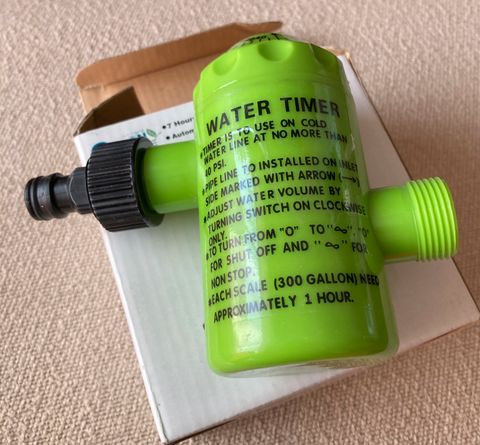 WATER TIMER
•TIMER IS TO USE ON COLD
WATER LINE AT NO MORE THAN
40 PSI.
•PIPE LINE TO INSTALLED ON INLET
SIDE MARKED WITH ARROW (→)
•ADJUST WATER VOLUME BY
TURNING SWITCH ON CLOCKWISE
ONLY.
•TO TURN FROM "O" TO "∞". "O"
FOR SHUT OFF AND "∞" FOR
NON STOP.
•EACH SCALE (300 GALLON) NEED
APPROXIMATELY 1 HOUR.
•7 Hour
•Autom